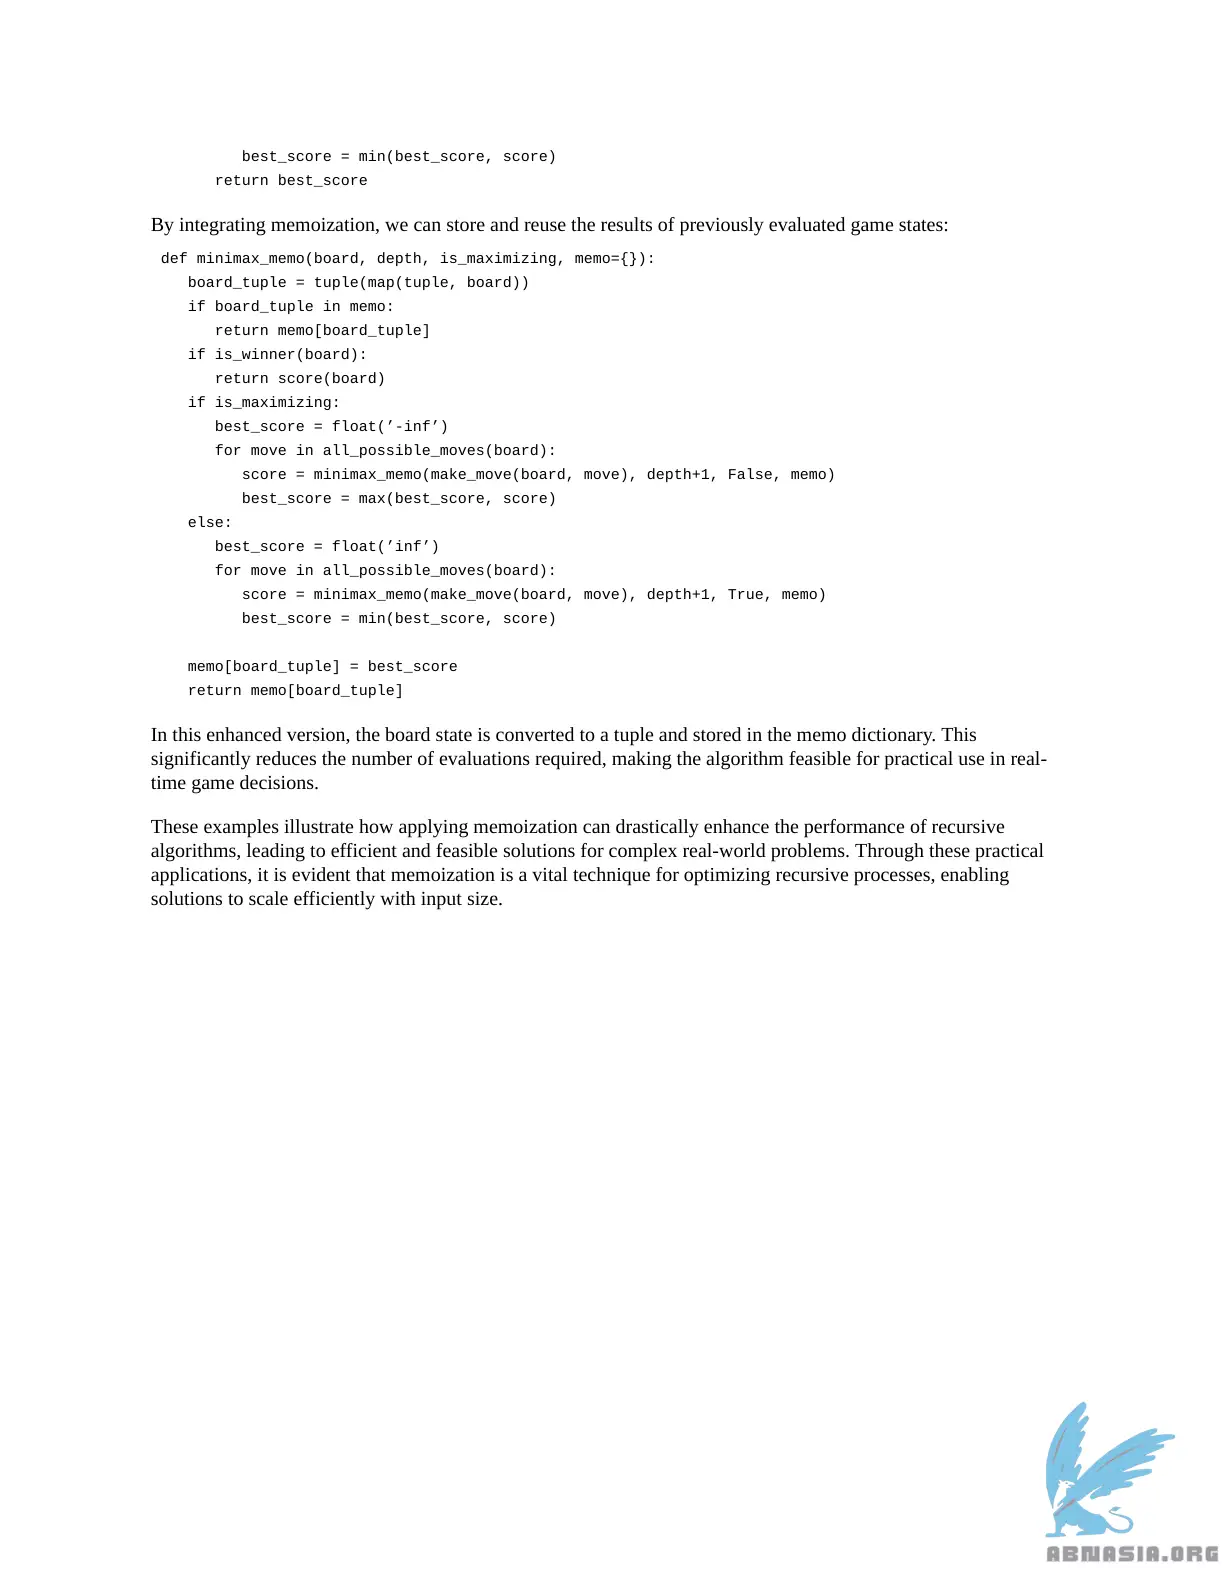 best_score = min(best_score, score)
return best_score
By integrating memoization, we can store and reuse the results of previously evaluated game states:
def minimax_memo(board, depth, is_maximizing, memo={}):
board_tuple = tuple(map(tuple, board))
if board_tuple in memo:
return memo[board_tuple]
if is_winner(board):
return score(board)
if is_maximizing:
best_score = float(’-inf’)
for move in all_possible_moves(board):
score = minimax_memo(make_move(board, move), depth+1, False, memo)
best_score = max(best_score, score)
else:
best_score = float(’inf’)
for move in all_possible_moves(board):
score = minimax_memo(make_move(board, move), depth+1, True, memo)
best_score = min(best_score, score)
memo[board_tuple] = best_score
return memo[board_tuple]
In this enhanced version, the board state is converted to a tuple and stored in the memo dictionary. This
significantly reduces the number of evaluations required, making the algorithm feasible for practical use in real-
time game decisions.
These examples illustrate how applying memoization can drastically enhance the performance of recursive
algorithms, leading to efficient and feasible solutions for complex real-world problems. Through these practical
applications, it is evident that memoization is a vital technique for optimizing recursive processes, enabling
solutions to scale efficiently with input size.
ABNASIA.ORG